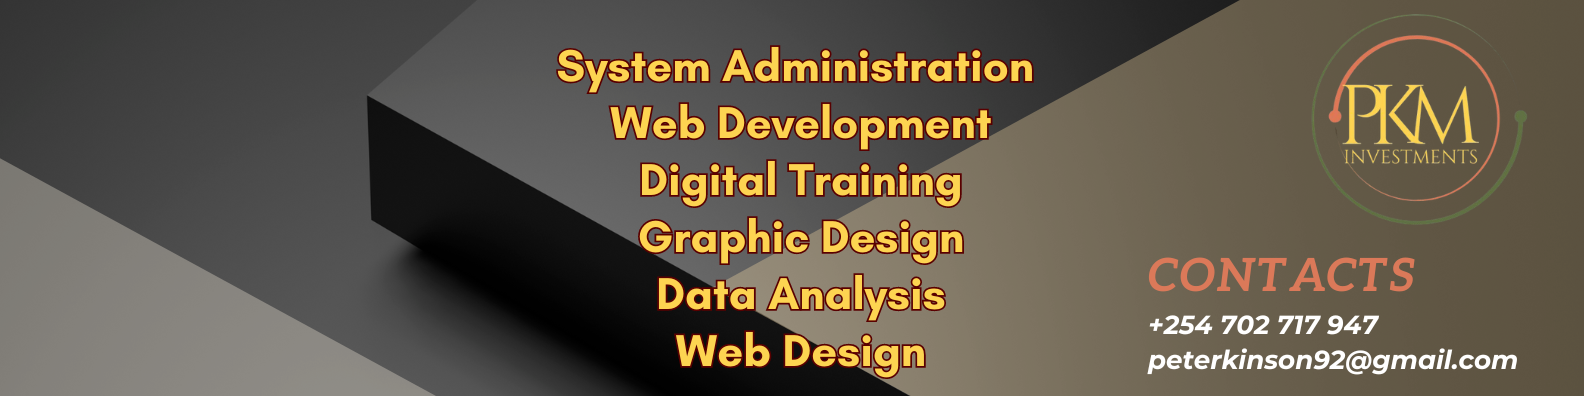 System Administration
Web Development
Digital Training
Graphic Design
Data Analysis
Web Design
PKM
INVESTMENTS
CONTACTS
+254 702 717 947
peterkinson92@gmail.com